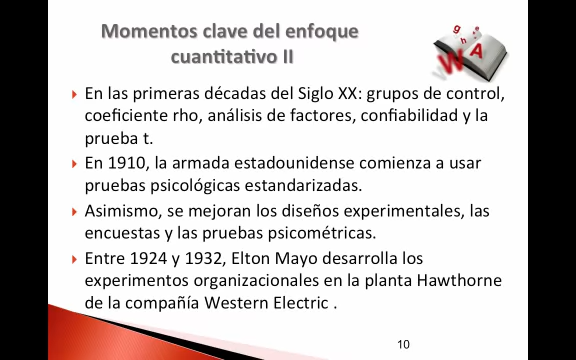 Momentos clave del enfoque
cuantitativo II
En las primeras décadas del Siglo XX: grupos de control,
coeficiente rho, análisis de factores, confiabilidad y la
prueba t.
En 1910, la armada estadounidense comienza a usar
pruebas psicológicas estandarizadas.
Asimismo, se mejoran los diseños experimentales, las
encuestas y las pruebas psicométricas.
Entre 1924 y 1932, Elton Mayo desarrolla los
experimentos organizacionales en la planta Hawthorne
de la compañía Western Electric .
10
g
h
W
A